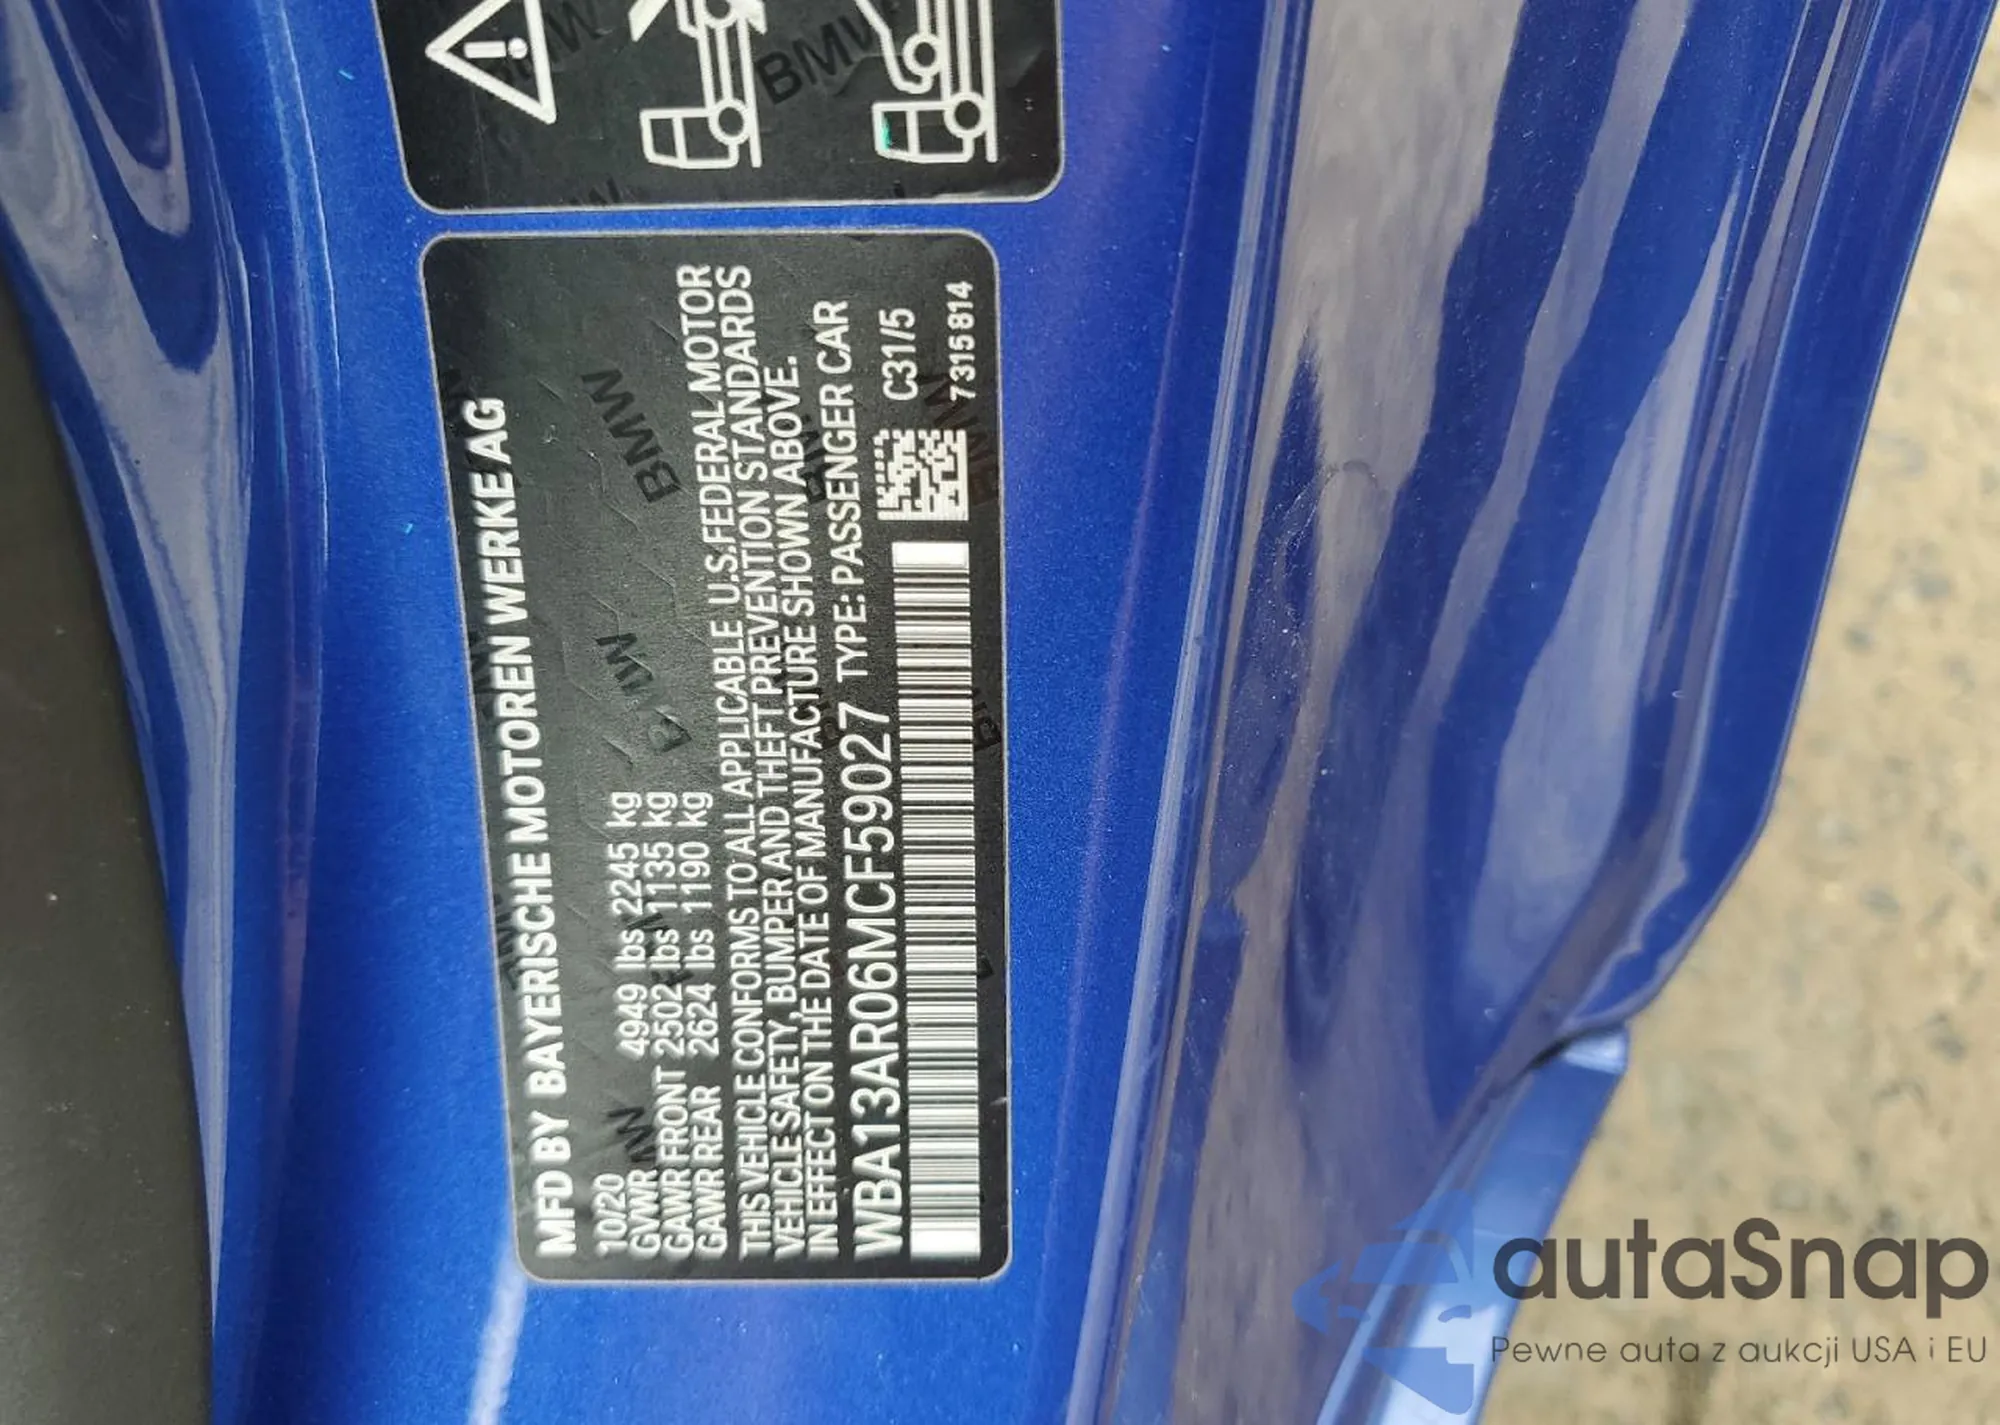 MFD BY BAYERISCHE MOTOREN WERKE AG
10/20
GVWR 4949 lbs 2245 kg
GAWR FRONT 2502 lbs 1135 kg
GAWR REAR 2624 lbs 1190 kg
THIS VEHICLE CONFORMS TO ALL APPLICABLE U.S. FEDERAL MOTOR
VEHICLE SAFETY, BUMPER AND THEFT PREVENTION STANDARDS
IN EFFECT ON THE DATE OF MANUFACTURE SHOWN ABOVE.
WBA13AR06MCF59027 TYPE: PASSENGER CAR
C31/5
7315814
BMW
BMW
BMW
autaSnap
Pewne auta z aukcji USA i EU